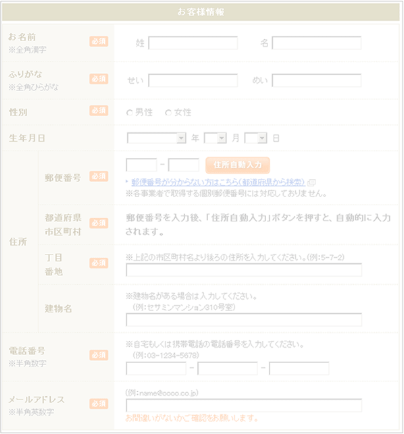 お客様情報
お名前 必須 姓 名
※全角漢字
ふりがな 必須 せい めい
※全角ひらがな
性別 必須 男性 女性
生年月日 年 月 日
住所
郵便番号 必須 - 住所自動入力
* 郵便番号が分からない方はこちら(都道府県から検索)
※各事業者で取得する個別郵便番号には対応しておりません。
都道府県
市区町村 必須
郵便番号を入力後、「住所自動入力」ボタンを押すと、自動的に入力
されます。
丁目
番地 必須
※上記の市区町村名より後ろの住所を入力してください。(例:5-7-2)
建物名
※建物名がある場合は入力してください。
(例:セサミンマンション310号室)
電話番号 必須
※半角数字
※自宅もしくは携帯電話の電話番号を入力してください。
(例:03-1234-5678)
- -
メールアドレス 必須
※半角英数字
(例:name@oooo.co.jp)
お間違いがないかご確認をお願いします。